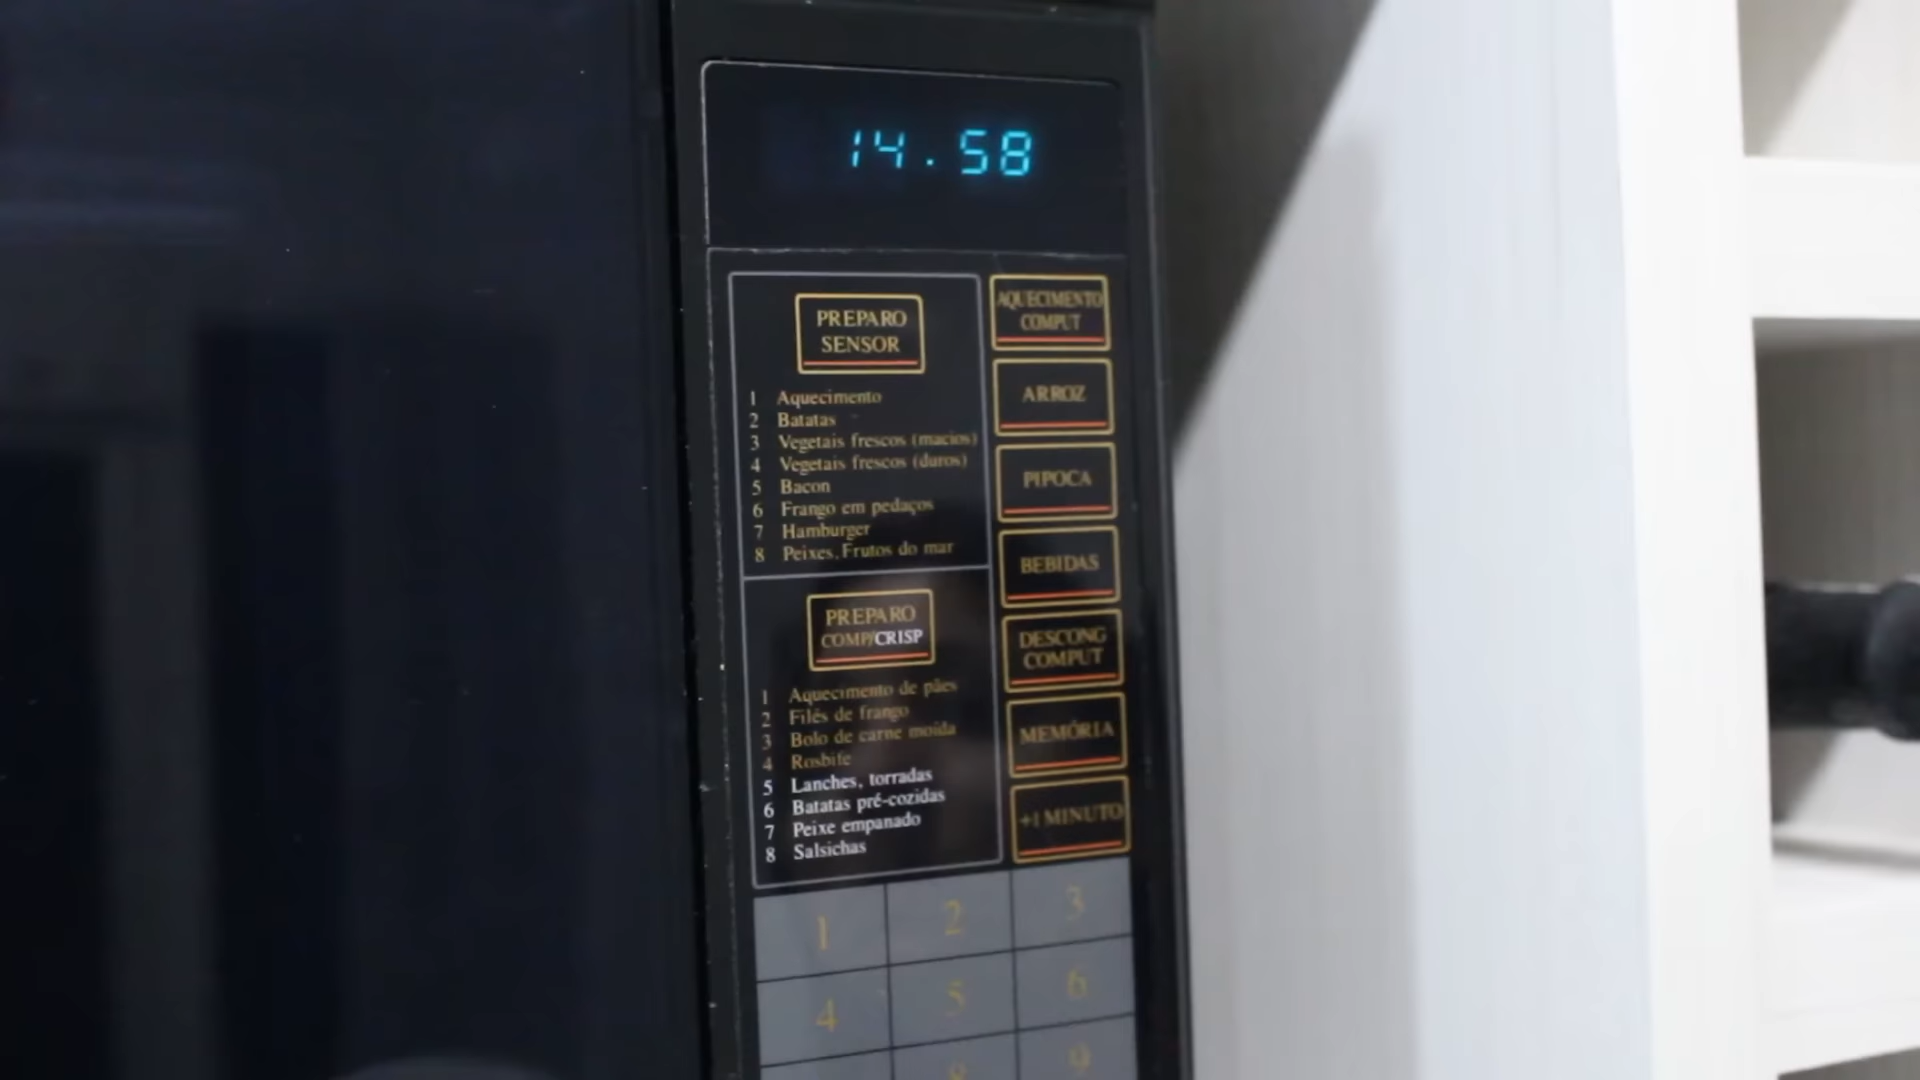 14.58
PREPARO
SENSOR
1 Aquecimento
2 Batatas
3 Vegetais frescos (macios)
4 Vegetais frescos (duros)
5 Bacon
6 Frango em pedaços
7 Hamburger
8 Peixes, Frutos do mar
PREPARO
COMP/CRISP
1 Aquecimento de pães
2 Filés de frango
3 Bolo de carne moída
4 Rosbife
5 Lanches, torradas
6 Batatas pré-cozidas
7 Peixe empanado
8 Salsichas
AQUECIMENTO
COMPUT
ARROZ
PIPOCA
BEBIDAS
DESCONG
COMPUT
MEMÓRIA
+1 MINUTO
1 2 3
4 5 6
8 9